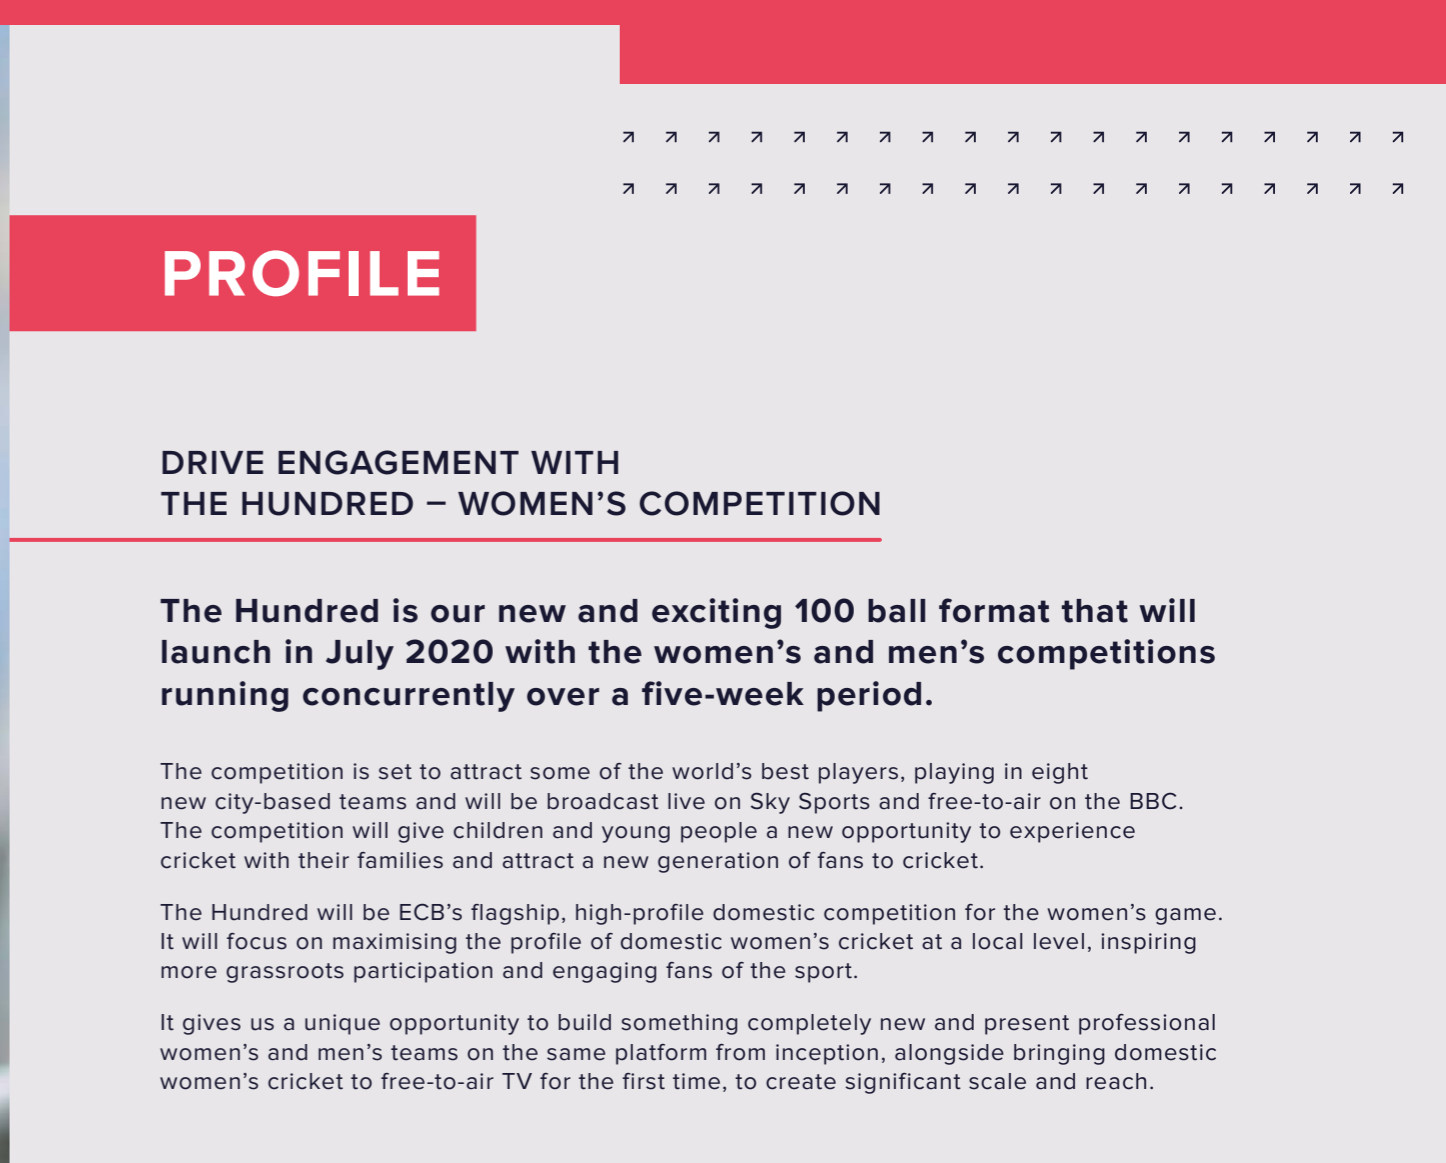 PROFILE
DRIVE ENGAGEMENT WITH
THE HUNDRED – WOMEN’S COMPETITION
The Hundred is our new and exciting 100 ball format that will
launch in July 2020 with the women’s and men’s competitions
running concurrently over a five-week period.
The competition is set to attract some of the world’s best players, playing in eight
new city-based teams and will be broadcast live on Sky Sports and free-to-air on the BBC.
The competition will give children and young people a new opportunity to experience
cricket with their families and attract a new generation of fans to cricket.
The Hundred will be ECB’s flagship, high-profile domestic competition for the women’s game.
It will focus on maximising the profile of domestic women’s cricket at a local level, inspiring
more grassroots participation and engaging fans of the sport.
It gives us a unique opportunity to build something completely new and present professional
women’s and men’s teams on the same platform from inception, alongside bringing domestic
women’s cricket to free-to-air TV for the first time, to create significant scale and reach.